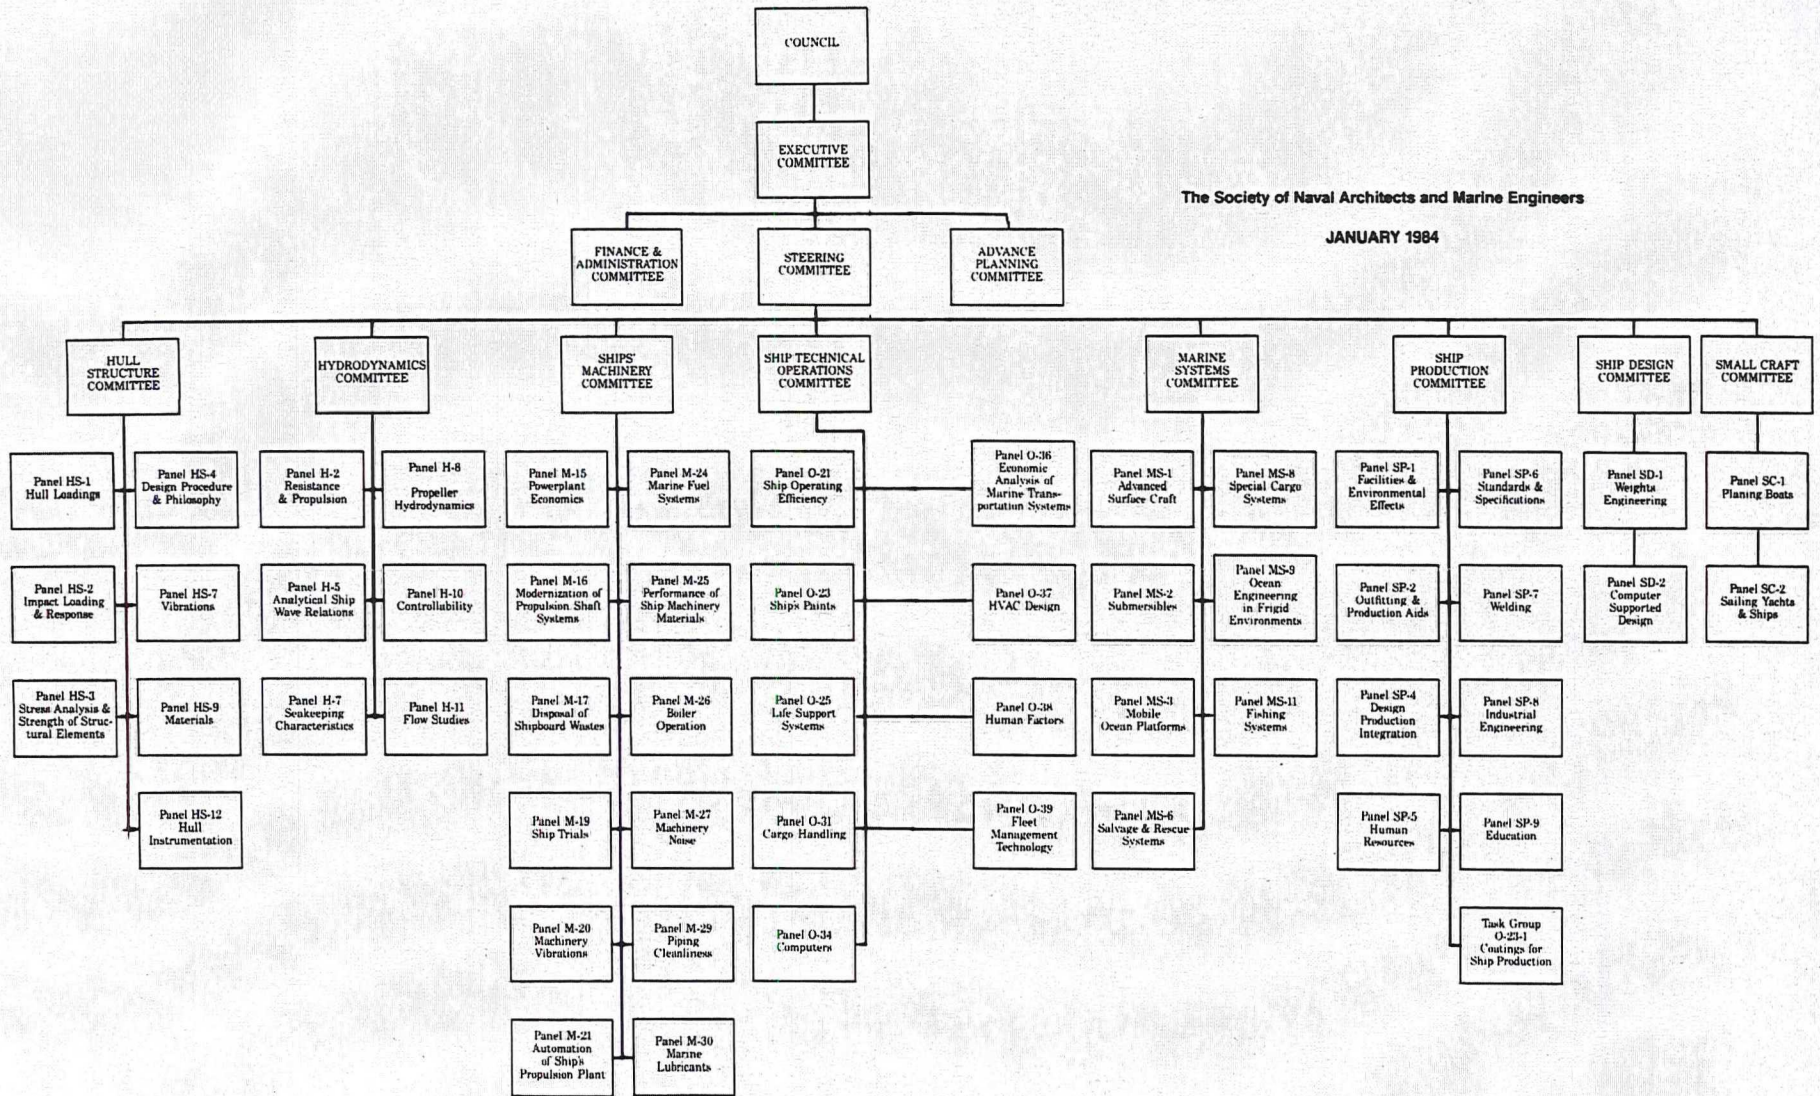 COUNCIL
EXECUTIVE
COMMITTEE
The Society of Naval Architects and Marine Engineers
JANUARY 1984
FINANCE &
ADMINISTRATION
COMMITTEE
STEERING
COMMITTEE
ADVANCE
PLANNING
COMMITTEE
HULL
STRUCTURE
COMMITTEE
HYDRODYNAMICS
COMMITTEE
SHIPS'
MACHINERY
COMMITTEE
SHIP TECHNICAL
OPERATIONS
COMMITTEE
MARINE
SYSTEMS
COMMITTEE
SHIP
PRODUCTION
COMMITTEE
SHIP DESIGN
COMMITTEE
SMALL CRAFT
COMMITTEE
Panel HS-1
Hull Loadings
Panel HS-4
Design Procedure
& Philosophy
Panel H-2
Resistance
& Propulsion
Panel H-8
Propeller
Hydrodynamics
Panel M-15
Powerplant
Economics
Panel M-24
Marine Fuel
Systems
Panel O-21
Ship Operating
Efficiency
Panel O-36
Economic
Analysis of
Marine Trans-
portation Systems
Panel MS-1
Advanced
Surface Craft
Panel MS-8
Special Cargo
Systems
Panel SP-1
Facilities &
Environmental
Effects
Panel SP-6
Standards &
Specifications
Panel SD-1
Weights
Engineering
Panel SC-1
Planing Boats
Panel HS-2
Impact Loading
& Response
Panel HS-7
Vibrations
Panel H-5
Analytical Ship
Wave Relations
Panel H-10
Controllability
Panel M-16
Modernization of
Propulsion Shaft
Systems
Panel M-25
Performance of
Ship Machinery
Materials
Panel O-23
Ship's Paints
Panel O-37
HVAC Design
Panel MS-2
Submersibles
Panel MS-9
Ocean
Engineering
in Frigid
Environments
Panel SP-2
Outfitting &
Production Aids
Panel SP-7
Welding
Panel SD-2
Computer
Supported
Design
Panel SC-2
Sailing Yachts
& Ships
Panel HS-3
Stress Analysis &
Strength of Struc-
tural Elements
Panel HS-9
Materials
Panel H-7
Seakeeping
Characteristics
Panel H-11
Flow Studies
Panel M-17
Disposal of
Shipboard Wastes
Panel M-26
Boiler
Operation
Panel O-25
Life Support
Systems
Panel O-38
Human Factors
Panel MS-3
Mobile
Ocean Platforms
Panel MS-11
Fishing
Systems
Panel SP-4
Design
Production
Integration
Panel SP-8
Industrial
Engineering
Panel HS-12
Hull
Instrumentation
Panel M-19
Ship Trials
Panel M-27
Machinery
Noise
Panel O-31
Cargo Handling
Panel O-39
Fleet
Management
Technology
Panel MS-6
Salvage & Rescue
Systems
Panel SP-5
Human
Resources
Panel SP-9
Education
Panel M-20
Machinery
Vibrations
Panel M-29
Piping
Cleanliness
Panel O-34
Computers
Task Group
O-23-1
Coatings for
Ship Production
Panel M-21
Automation
of Ship's
Propulsion Plant
Panel M-30
Marine
Lubricants